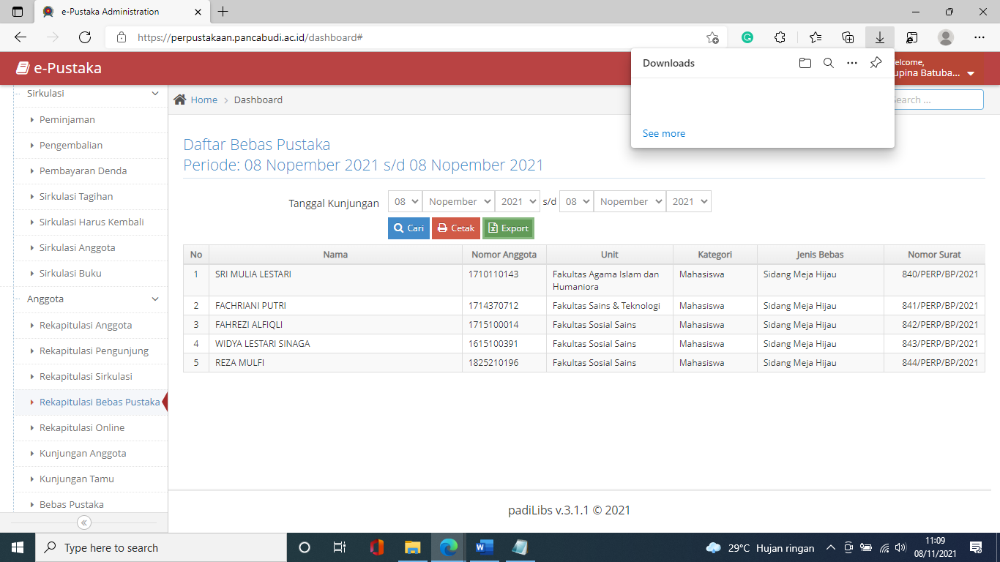 e-Pustaka Administration
https://perpustakaan.pancabudi.ac.id/dashboard#
e-Pustaka
Downloads
See more
elcome,
upina Batuba...
Sirkulasi
Peminjaman
Pengembalian
Pembayaran Denda
Sirkulasi Tagihan
Sirkulasi Harus Kembali
Sirkulasi Anggota
Sirkulasi Buku
Anggota
Rekapitulasi Anggota
Rekapitulasi Pengunjung
Rekapitulasi Sirkulasi
Rekapitulasi Bebas Pustaka
Rekapitulasi Online
Kunjungan Anggota
Kunjungan Tamu
Bebas Pustaka
Home > Dashboard
earch ...
Daftar Bebas Pustaka
Periode: 08 Nopember 2021 s/d 08 Nopember 2021
Tanggal Kunjungan 08 Nopember 2021 s/d 08 Nopember 2021
Cari Cetak Export
No Nama Nomor Anggota Unit Kategori Jenis Bebas Nomor Surat
1 SRI MULIA LESTARI 1710110143 Fakultas Agama Islam dan Mahasiswa Sidang Meja Hijau 840/PERP/BP/2021
Humaniora
2 FACHRIANI PUTRI 1714370712 Fakultas Sains & Teknologi Mahasiswa Sidang Meja Hijau 841/PERP/BP/2021
3 FAHREZI ALFIQLI 1715100014 Fakultas Sosial Sains Mahasiswa Sidang Meja Hijau 842/PERP/BP/2021
4 WIDYA LESTARI SINAGA 1615100391 Fakultas Sosial Sains Mahasiswa Sidang Meja Hijau 843/PERP/BP/2021
5 REZA MULFI 1825210196 Fakultas Sosial Sains Mahasiswa Sidang Meja Hijau 844/PERP/BP/2021
padiLibs v.3.1.1 © 2021
Type here to search
29°C Hujan ringan
11:09
08/11/2021